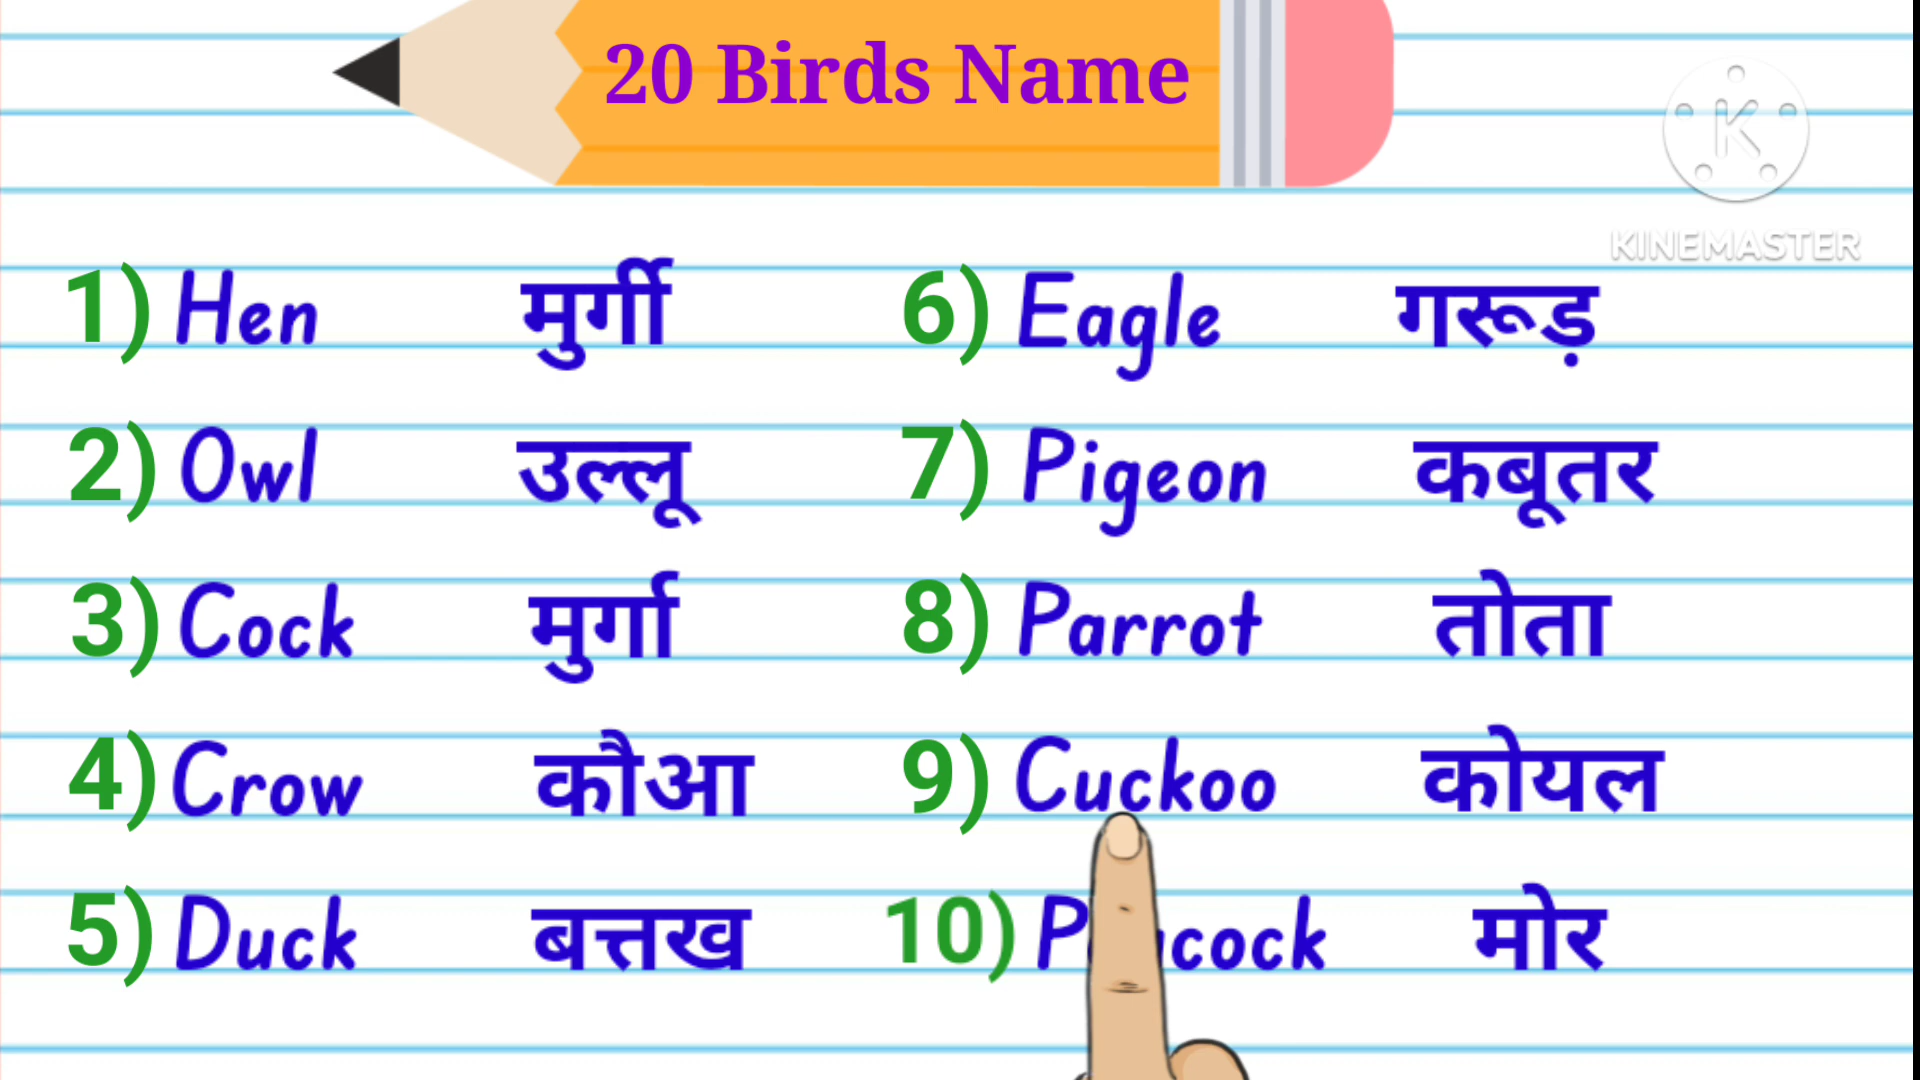 20 Birds Name
K
KINEMASTER
1) Hen मुर्गी
2) Owl उल्लू
3) Cock मुर्गा
4) Crow कौआ
5) Duck बत्तख
6) Eagle गरूड़
7) Pigeon कबूतर
8) Parrot तोता
9) Cuckoo कोयल
10) मोर